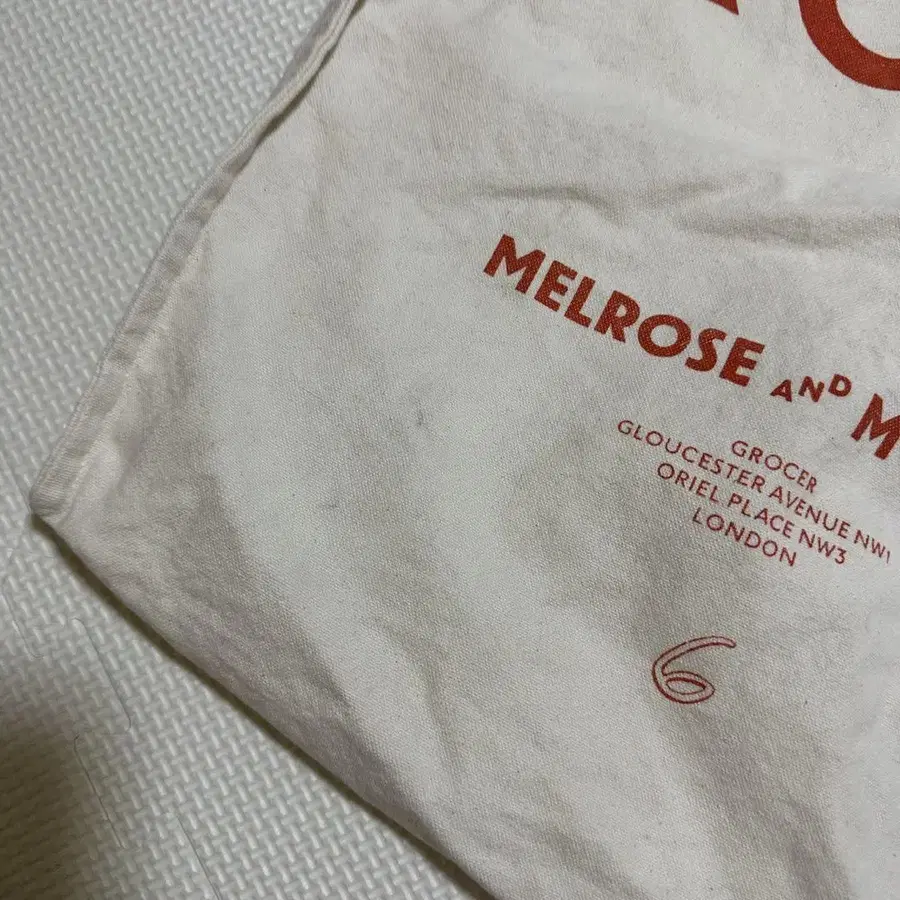 MELROSE AND M
GROCER
GLOUCESTER AVENUE NW1
ORIEL PLACE NW3
LONDON
6